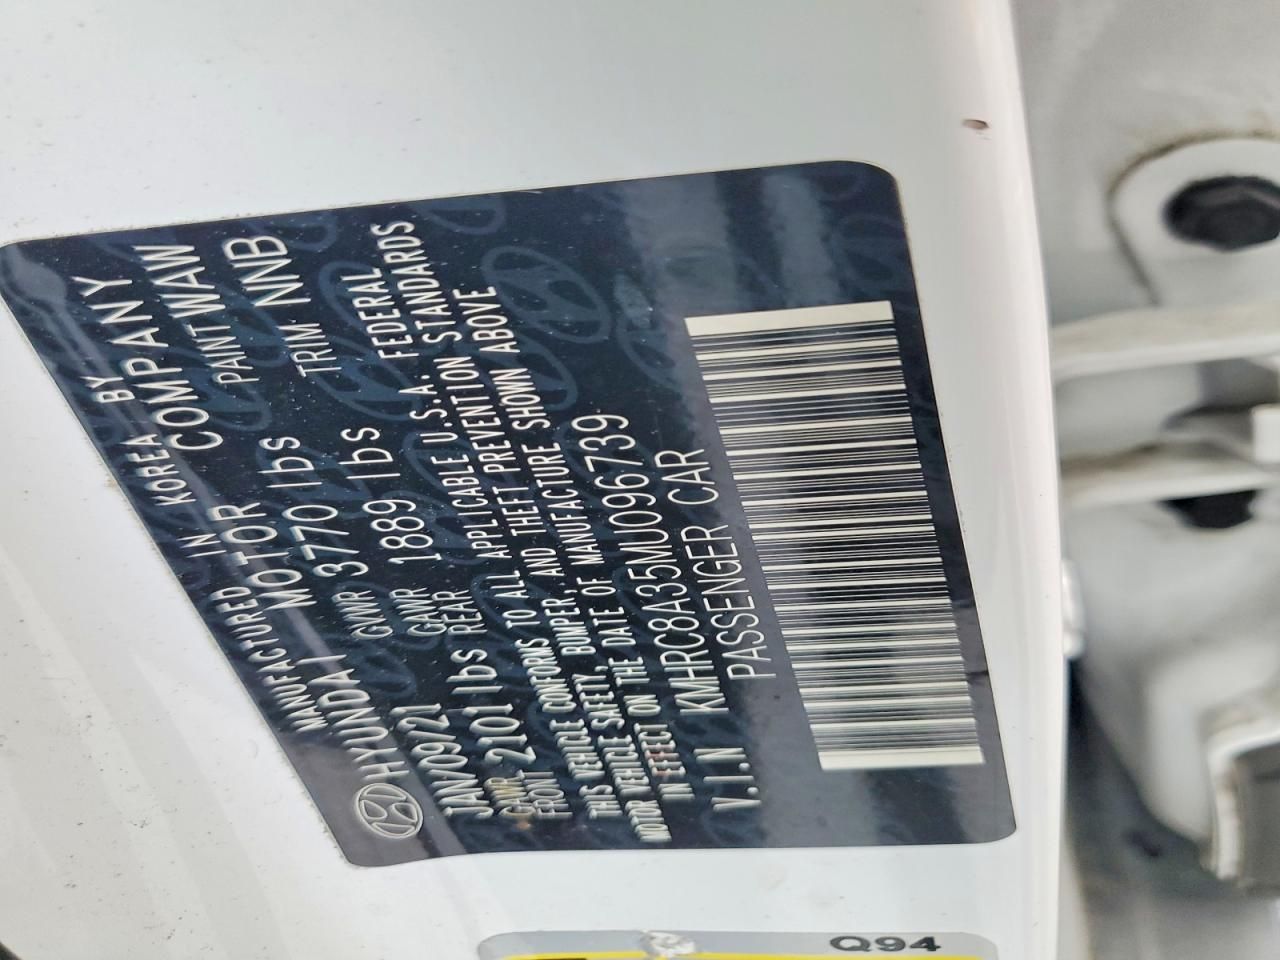 MANUFACTURED IN KOREA BY
HYUNDAI MOTOR COMPANY
JAN/09/21 GVWR 3770 lbs PAINT WAW
GAWR FRONT 2101 lbs GAWR REAR 1889 lbs TRIM NNB
THIS VEHICLE CONFORMS TO ALL APPLICABLE U.S.A. FEDERAL
MOTOR VEHICLE SAFETY, BUMPER, AND THEFT PREVENTION STANDARDS
IN EFFECT ON THE DATE OF MANUFACTURE SHOWN ABOVE
V.I.N KMHRC8A35MU096739
PASSENGER CAR
Q94